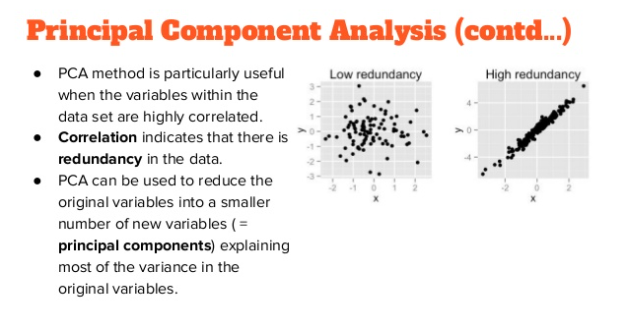 Principal Component Analysis (contd...)
● PCA method is particularly useful
when the variables within the
data set are highly correlated.
● Correlation indicates that there is
redundancy in the data.
● PCA can be used to reduce the
original variables into a smaller
number of new variables ( =
principal components) explaining
most of the variance in the
original variables.
Low redundancy
3
2
1
0
-1
-2
-3
y
-2 -1 0 1 2
x
High redundancy
4
0
-4
y
-2 0 2
x